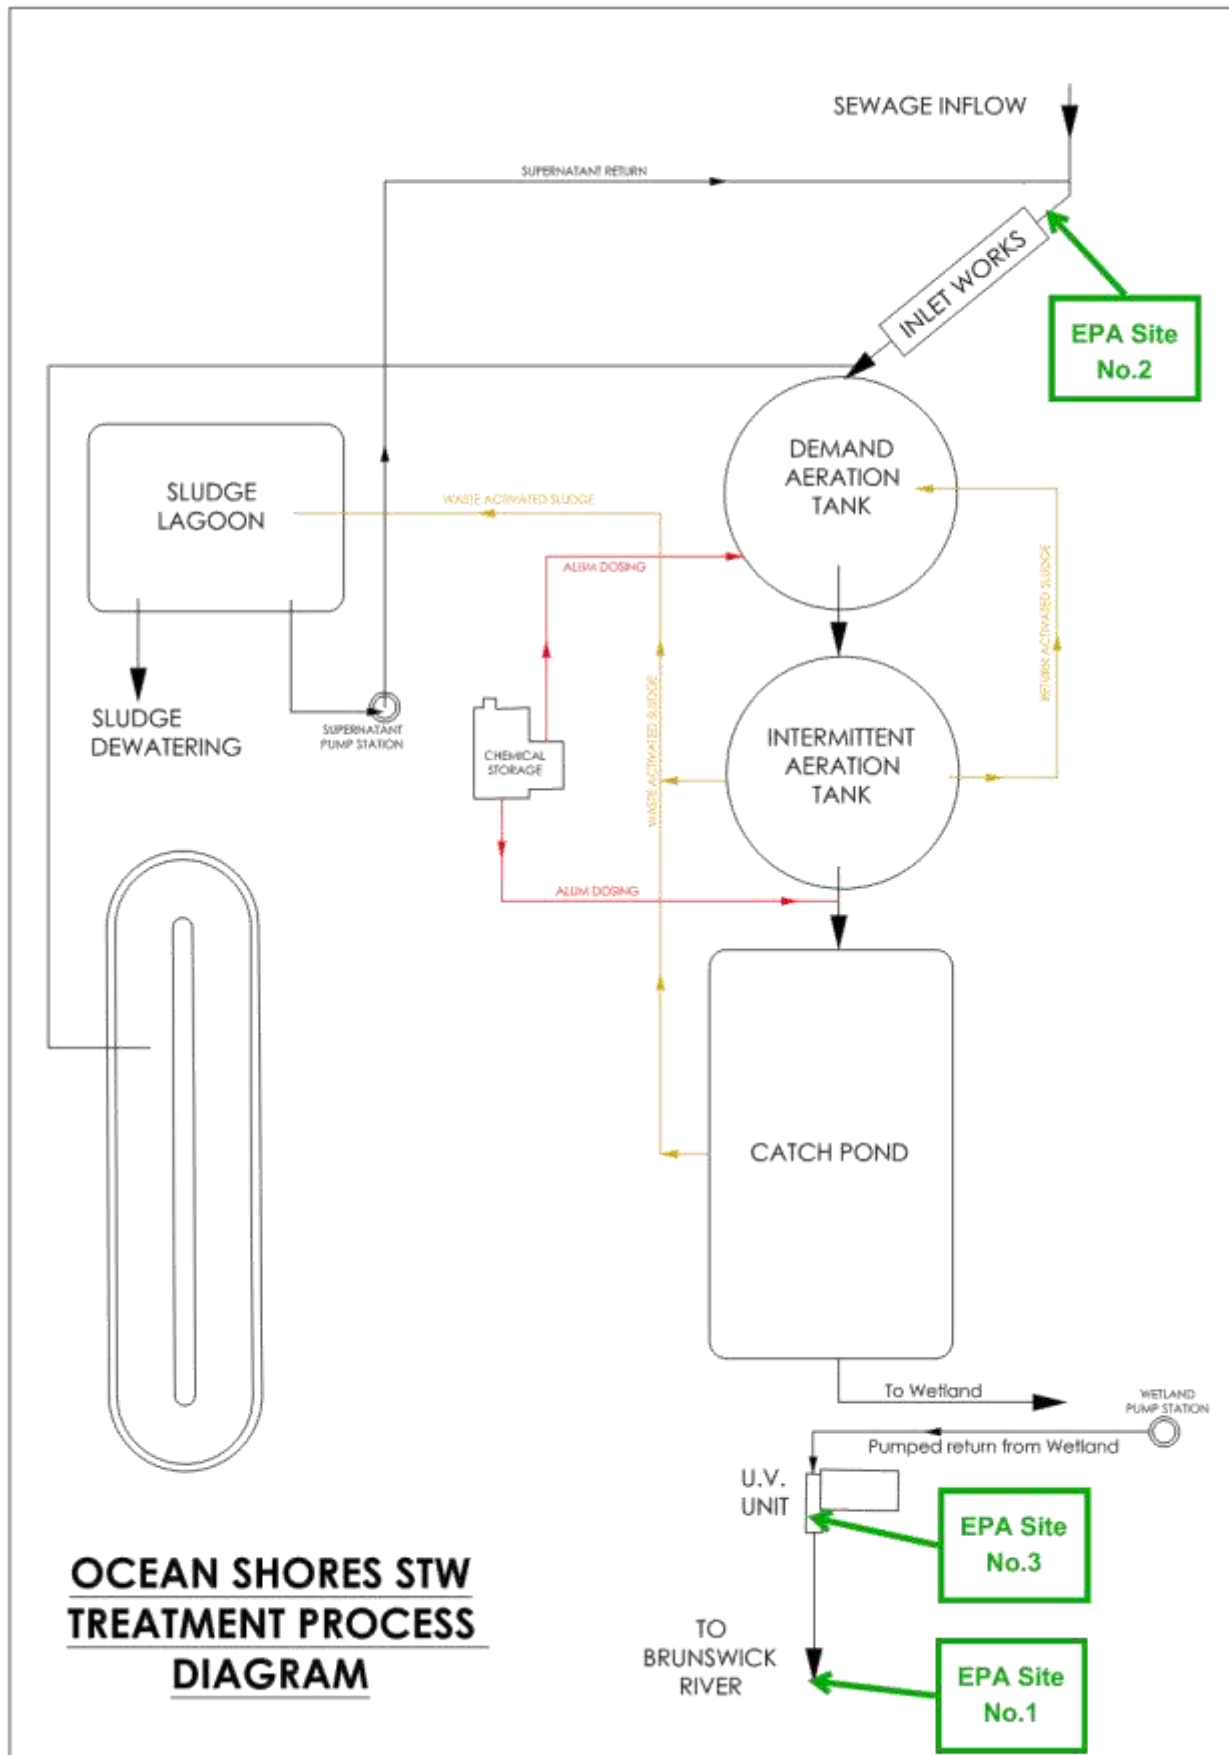 SEWAGE INFLOW
SUPERNATANT RETURN
INLET WORKS
EPA Site
No.2
DEMAND
AERATION
TANK
SLUDGE
LAGOON
WASTE ACTIVATED SLUDGE
ALUM DOSING
RETURN ACTIVATED SLUDGE
SLUDGE
DEWATERING
SUPERNATANT
PUMP STATION
CHEMICAL
STORAGE
WASTE ACTIVATED SLUDGE
INTERMITTENT
AERATION
TANK
ALUM DOSING
CATCH POND
To Wetland
WETLAND
PUMP STATION
Pumped return from Wetland
U.V.
UNIT
EPA Site
No.3
OCEAN SHORES STW
TREATMENT PROCESS
DIAGRAM
TO
BRUNSWICK
RIVER
EPA Site
No.1